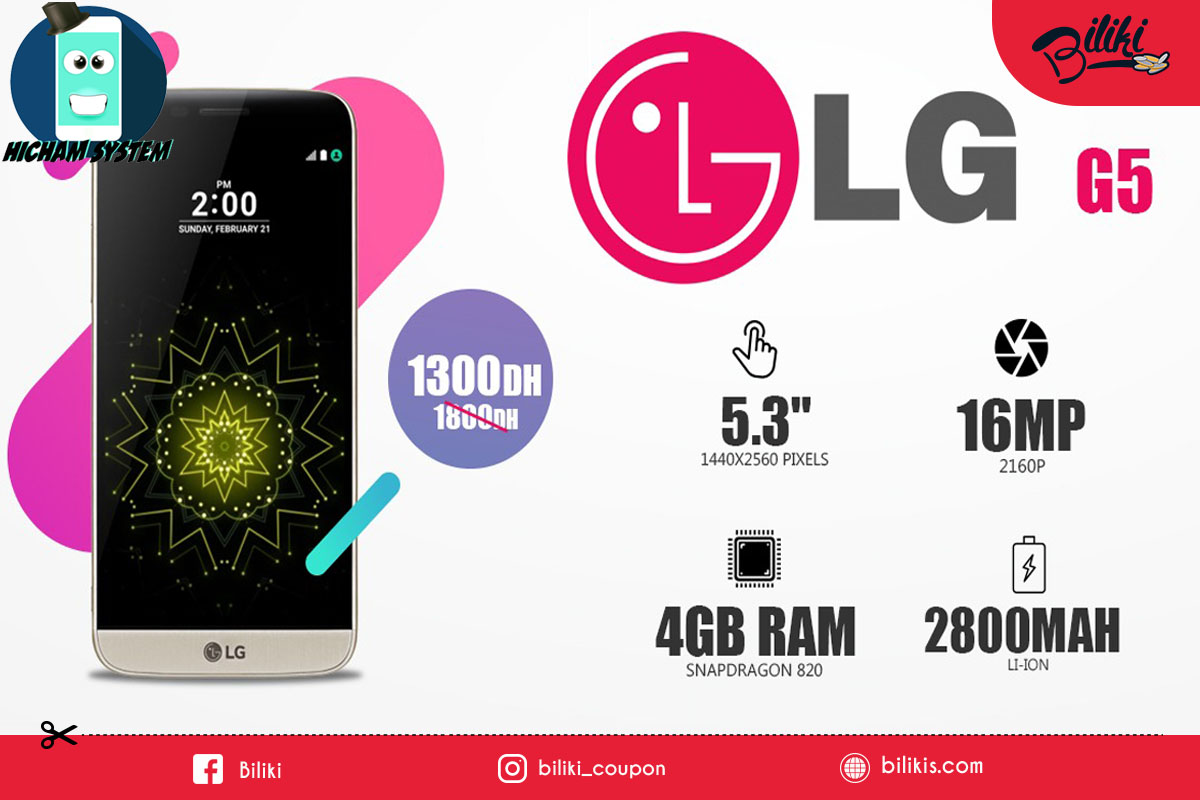 HICHAM SYSTEM
Biliki
LG
G5
PM
2:00
SUNDAY, FEBRUARY 21
1300DH
1800DH
5.3"
1440X2560 PIXELS
16MP
2160P
4GB RAM
SNAPDRAGON 820
2800MAH
LI-ION
LG
Biliki
biliki_coupon
bilikis.com